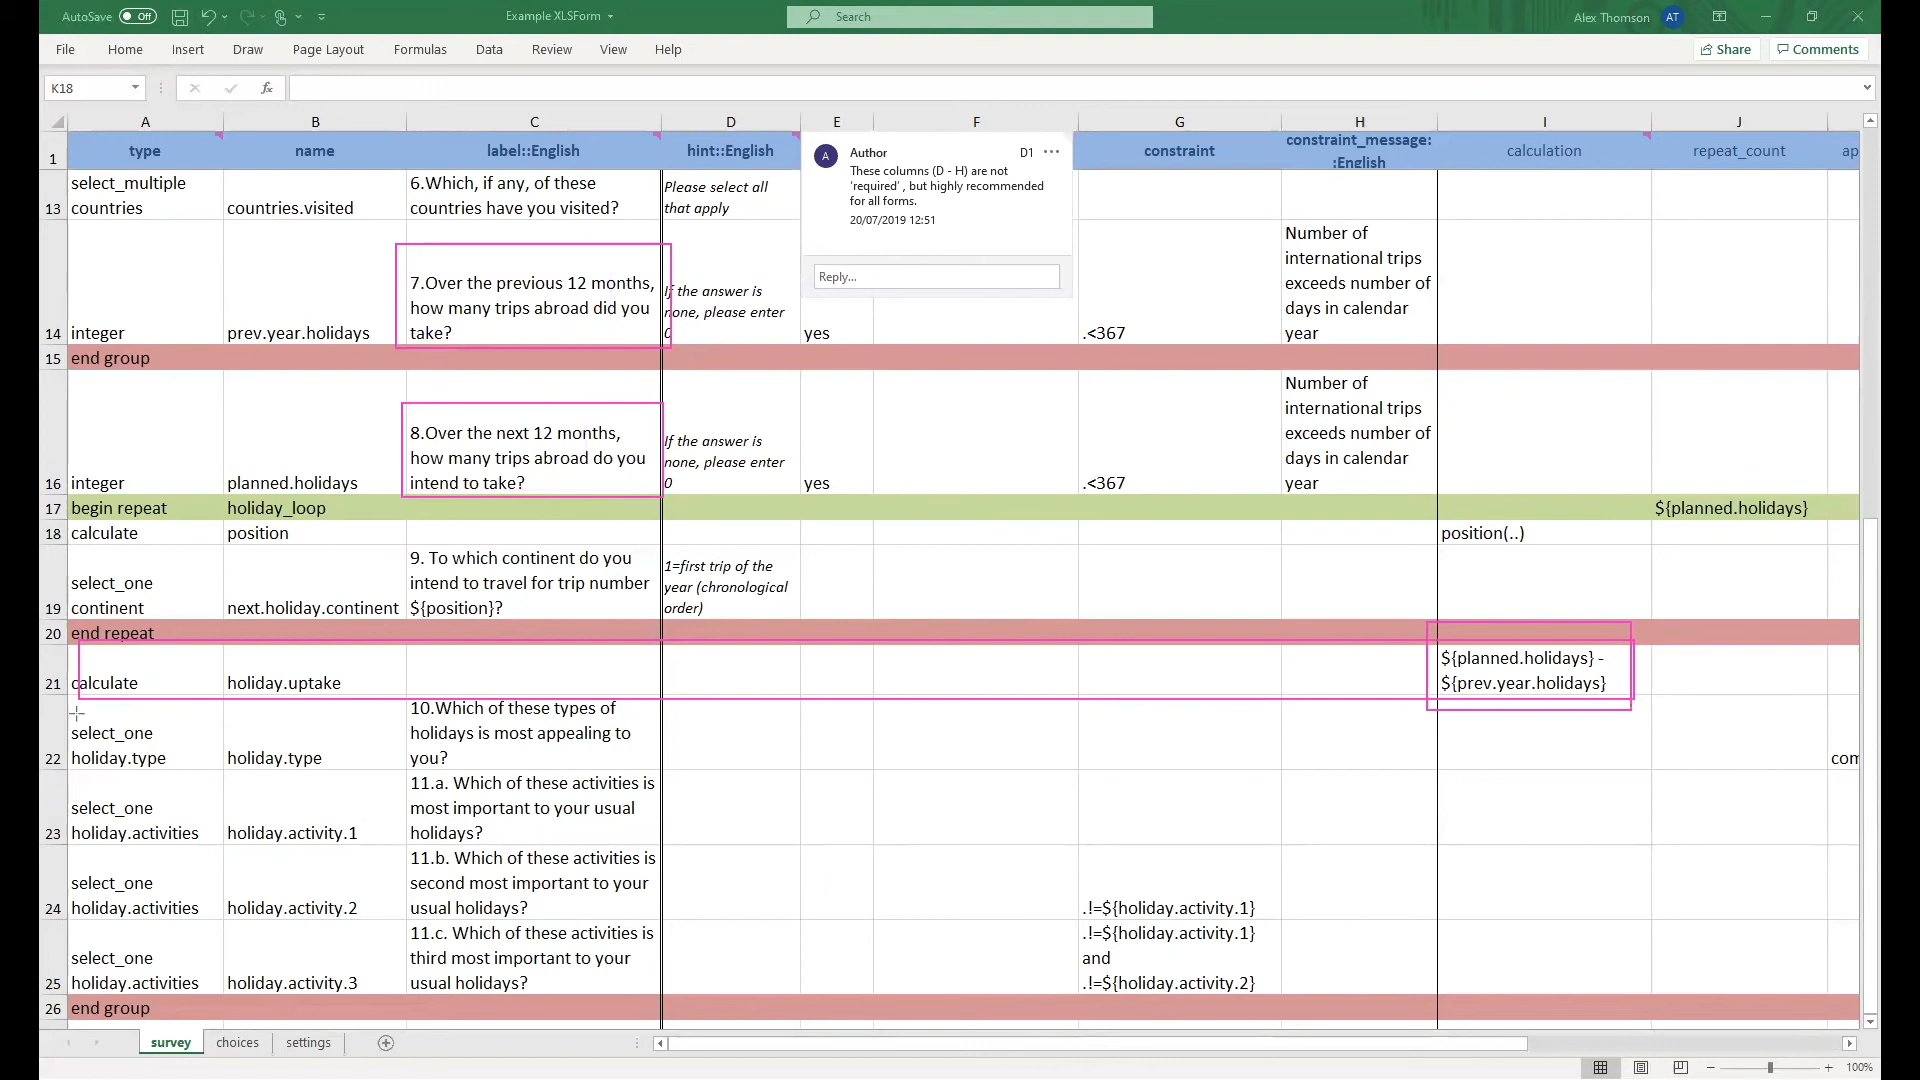 AutoSave Off Example XLSForm Search Alex Thomson AT
File Home Insert Draw Page Layout Formulas Data Review View Help Share Comments
K18 fx
A B C D E F G H I J
1 type name label::English hint::English constraint constraint_message: :English calculation repeat_count ap
Author D1
These columns (D - H) are not
'required' , but highly recommended
for all forms.
20/07/2019 12:51
Reply...
select_multiple
countries
13
countries.visited
6.Which, if any, of these
countries have you visited?
Please select all
that apply
14
integer
prev.year.holidays
7.Over the previous 12 months,
how many trips abroad did you
take?
If the answer is
none, please enter
0
yes
.<367
Number of
international trips
exceeds number of
days in calendar
year
15 end group
16
integer
planned.holidays
8.Over the next 12 months,
how many trips abroad do you
intend to take?
If the answer is
none, please enter
0
yes
.<367
Number of
international trips
exceeds number of
days in calendar
year
17 begin repeat holiday_loop ${planned.holidays}
18 calculate position position(..)
19
select_one
continent
next.holiday.continent
9. To which continent do you
intend to travel for trip number
${position}?
1=first trip of the
year (chronological
order)
20 end repeat
21 calculate holiday.uptake
${planned.holidays} -
${prev.year.holidays}
22
select_one
holiday.type
holiday.type
10.Which of these types of
holidays is most appealing to
you?
com
23
select_one
holiday.activities
holiday.activity.1
11.a. Which of these activities is
most important to your usual
holidays?
24
select_one
holiday.activities
holiday.activity.2
11.b. Which of these activities is
second most important to your
usual holidays?
.!=${holiday.activity.1}
25
select_one
holiday.activities
holiday.activity.3
11.c. Which of these activities is
third most important to your
usual holidays?
.!=${holiday.activity.1}
and
.!=${holiday.activity.2}
26 end group
survey choices settings
100%